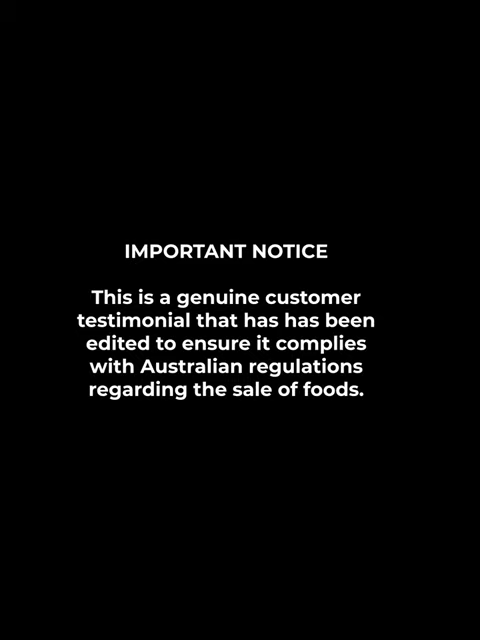 IMPORTANT NOTICE
This is a genuine customer
testimonial that has has been
edited to ensure it complies
with Australian regulations
regarding the sale of foods.